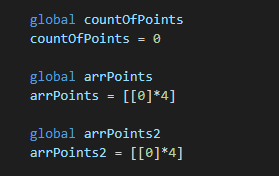 global countOfPoints
countOfPoints = 0
global arrPoints
arrPoints = [[0]*4]
global arrPoints2
arrPoints2 = [[0]*4]